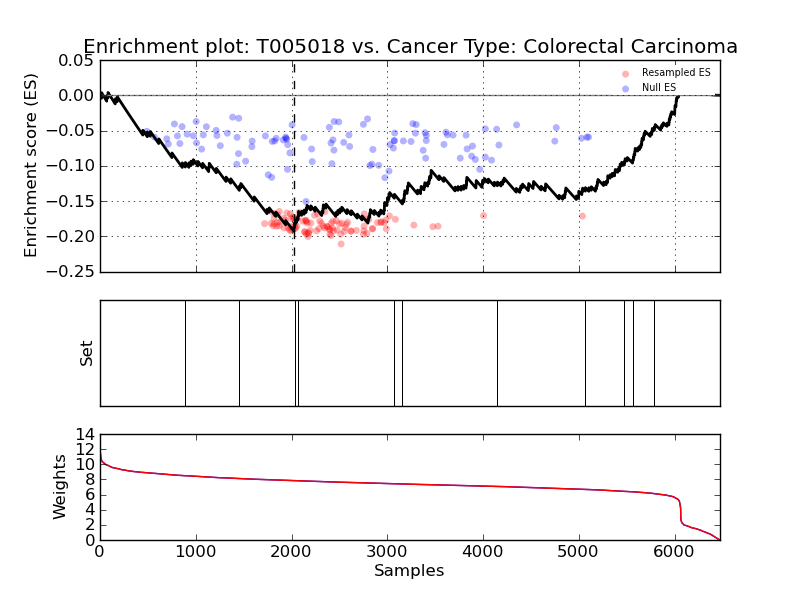 Enrichment plot: T005018 vs. Cancer Type: Colorectal Carcinoma
0.05
0.00
−0.05
−0.10
−0.15
−0.20
−0.25
Enrichment score (ES)
Resampled ES
Null ES
Set
14
12
10
8
6
4
2
0
Weights
0 1000 2000 3000 4000 5000 6000
Samples